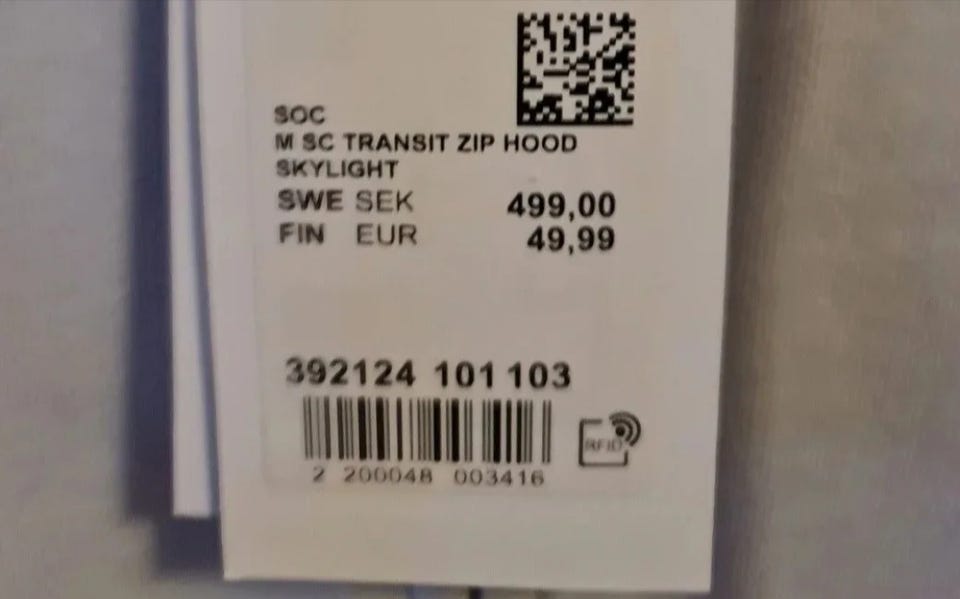 SOC
M SC TRANSIT ZIP HOOD
SKYLIGHT
SWE SEK 499,00
FIN EUR 49,99
392124 101 103
RFID
2 200048 003416